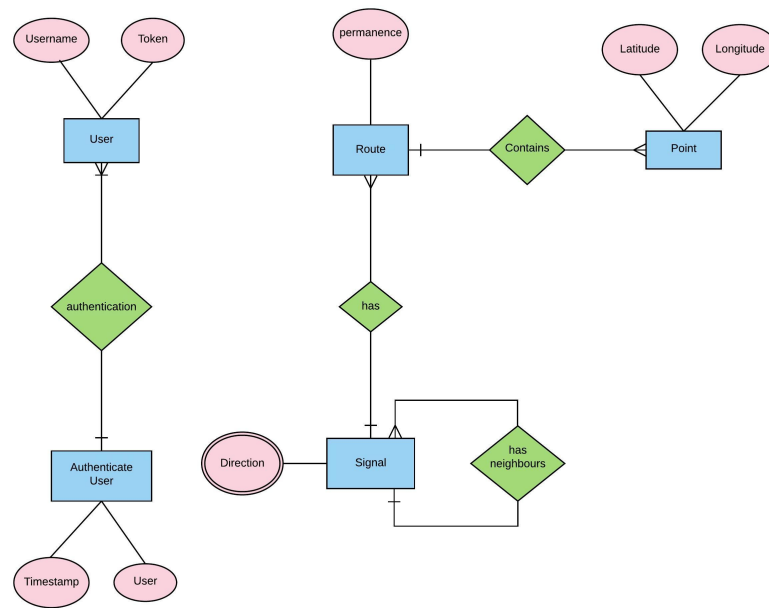 Username
Token
permanence
Latitude
Longitude
User
Route
Contains
Point
authentication
has
Direction
Signal
has
neighbours
Authenticate
User
Timestamp
User